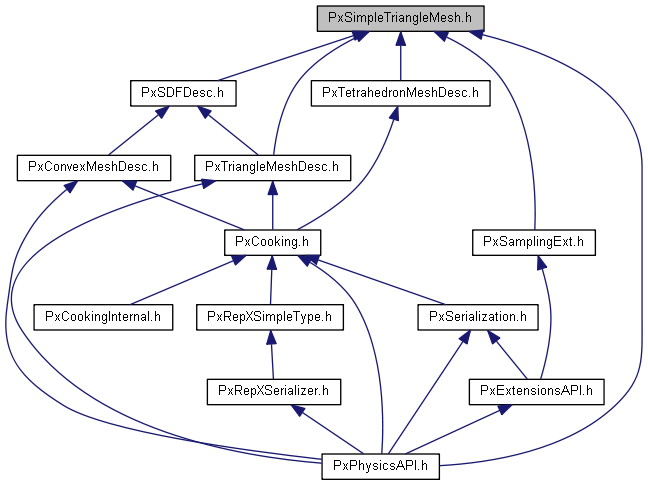 PxSimpleTriangleMesh.h
PxSDFDesc.h
PxTetrahedronMeshDesc.h
PxConvexMeshDesc.h
PxTriangleMeshDesc.h
PxCooking.h
PxSamplingExt.h
PxCookingInternal.h
PxRepXSimpleType.h
PxSerialization.h
PxRepXSerializer.h
PxExtensionsAPI.h
PxPhysicsAPI.h